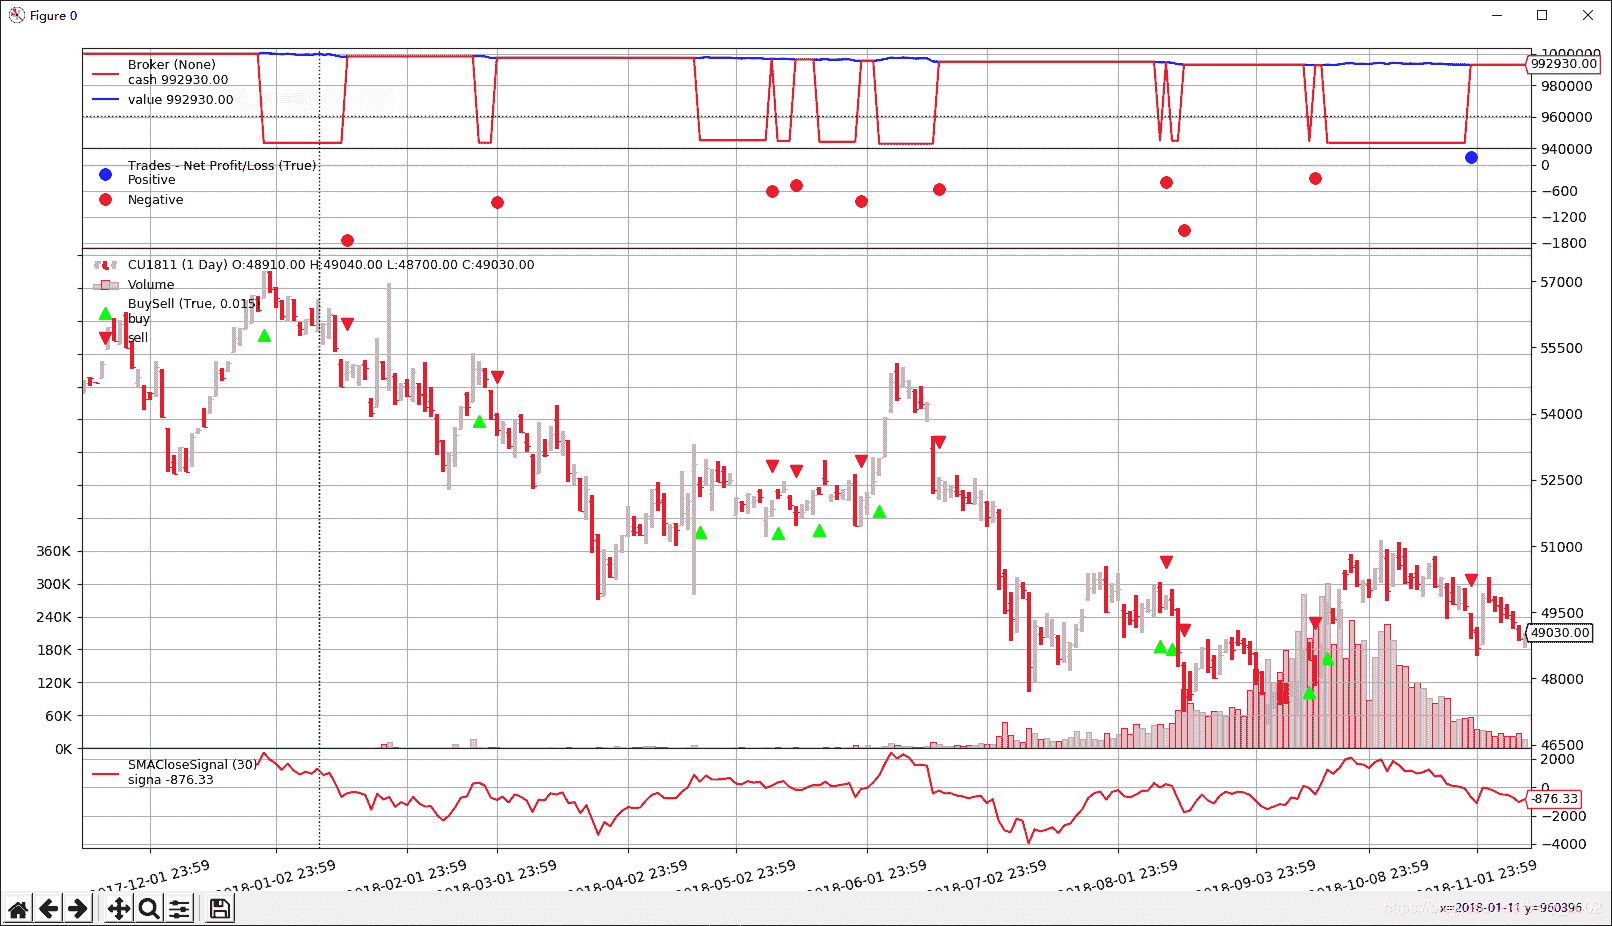 Figure 0
Broker (None)
cash 992930.00
value 992930.00
1000000
992930.00
980000
960000
940000
Trades - Net Profit/Loss (True)
Positive
Negative
0
−600
−1200
−1800
CU1811 (1 Day) O:48910.00 H:49040.00 L:48700.00 C:49030.00
Volume
BuySell (True, 0.015)
buy
sell
57000
55500
54000
52500
51000
49500
49030.00
48000
46500
360K
300K
240K
180K
120K
60K
0K
SMACloseSignal (30)
signa -876.33
2000
0
-876.33
−2000
−4000
2017-12-01 23:59
2018-01-02 23:59
2018-02-01 23:59
2018-03-01 23:59
2018-04-02 23:59
2018-05-02 23:59
2018-06-01 23:59
2018-07-02 23:59
2018-08-01 23:59
2018-09-03 23:59
2018-10-08 23:59
2018-11-01 23:59
x=2018-01-11 y=960396